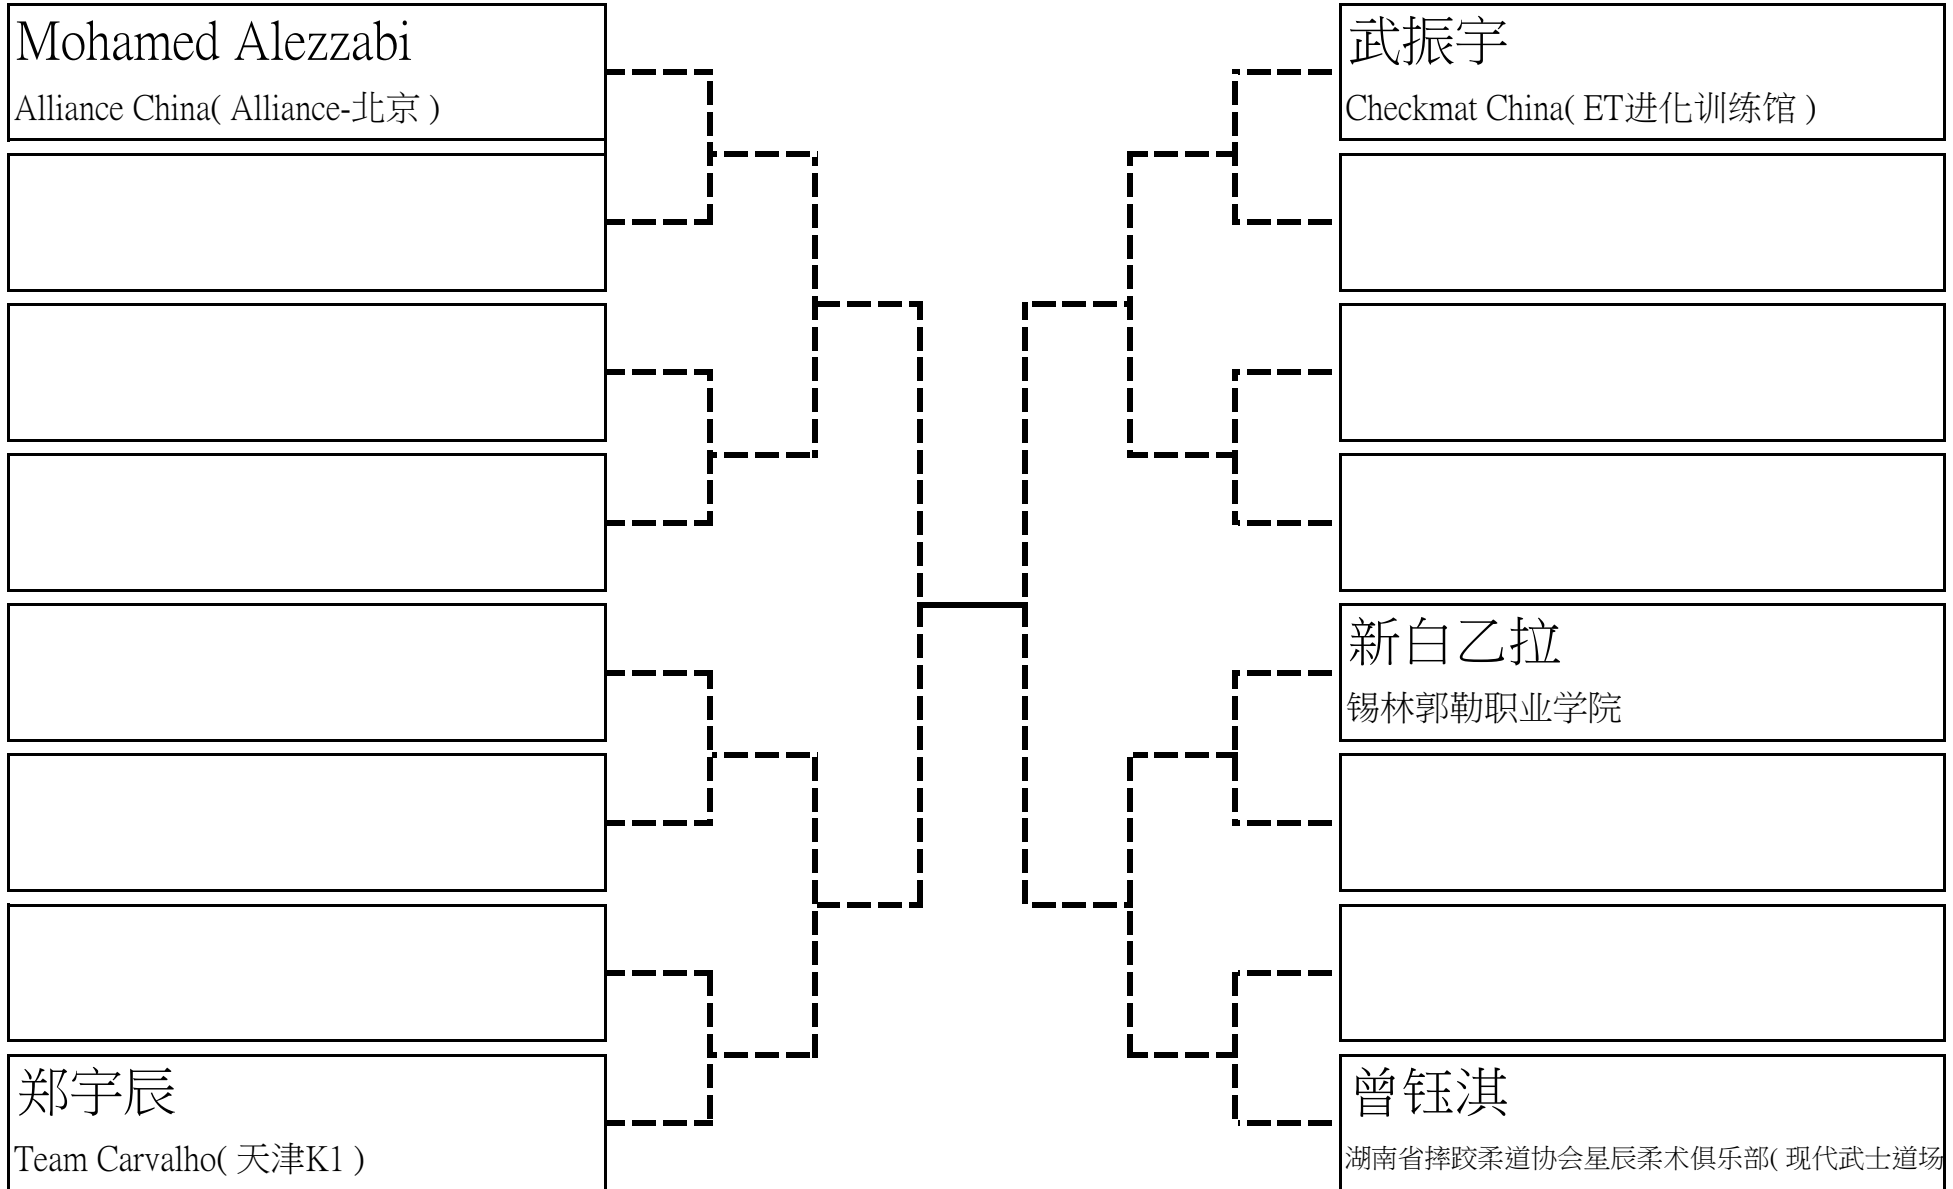 Mohamed Alezzabi
Alliance China( Alliance-北京 )
郑宇辰
Team Carvalho( 天津K1 )
武振宇
Checkmat China( ET进化训练馆 )
新白乙拉
锡林郭勒职业学院
曾钰淇
湖南省摔跤柔道协会星辰柔术俱乐部( 现代武士道场